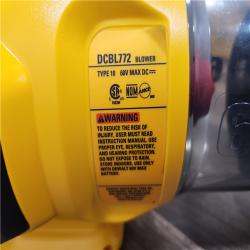 DCBL772 BLOWER
TYPE 10 60V MAX DC
NOM ANCE
WARNING
TO REDUCE THE RISK OF
INJURY, USER MUST READ
INSTRUCTION MANUAL.
USE PROPER EYE, RESPIRATORY
AND HEARING PROTECTION.
DO NOT EXPOSE TO RAIN.
STORE INDOORS. USE ONLY
WITH DEWALT 60V MAX